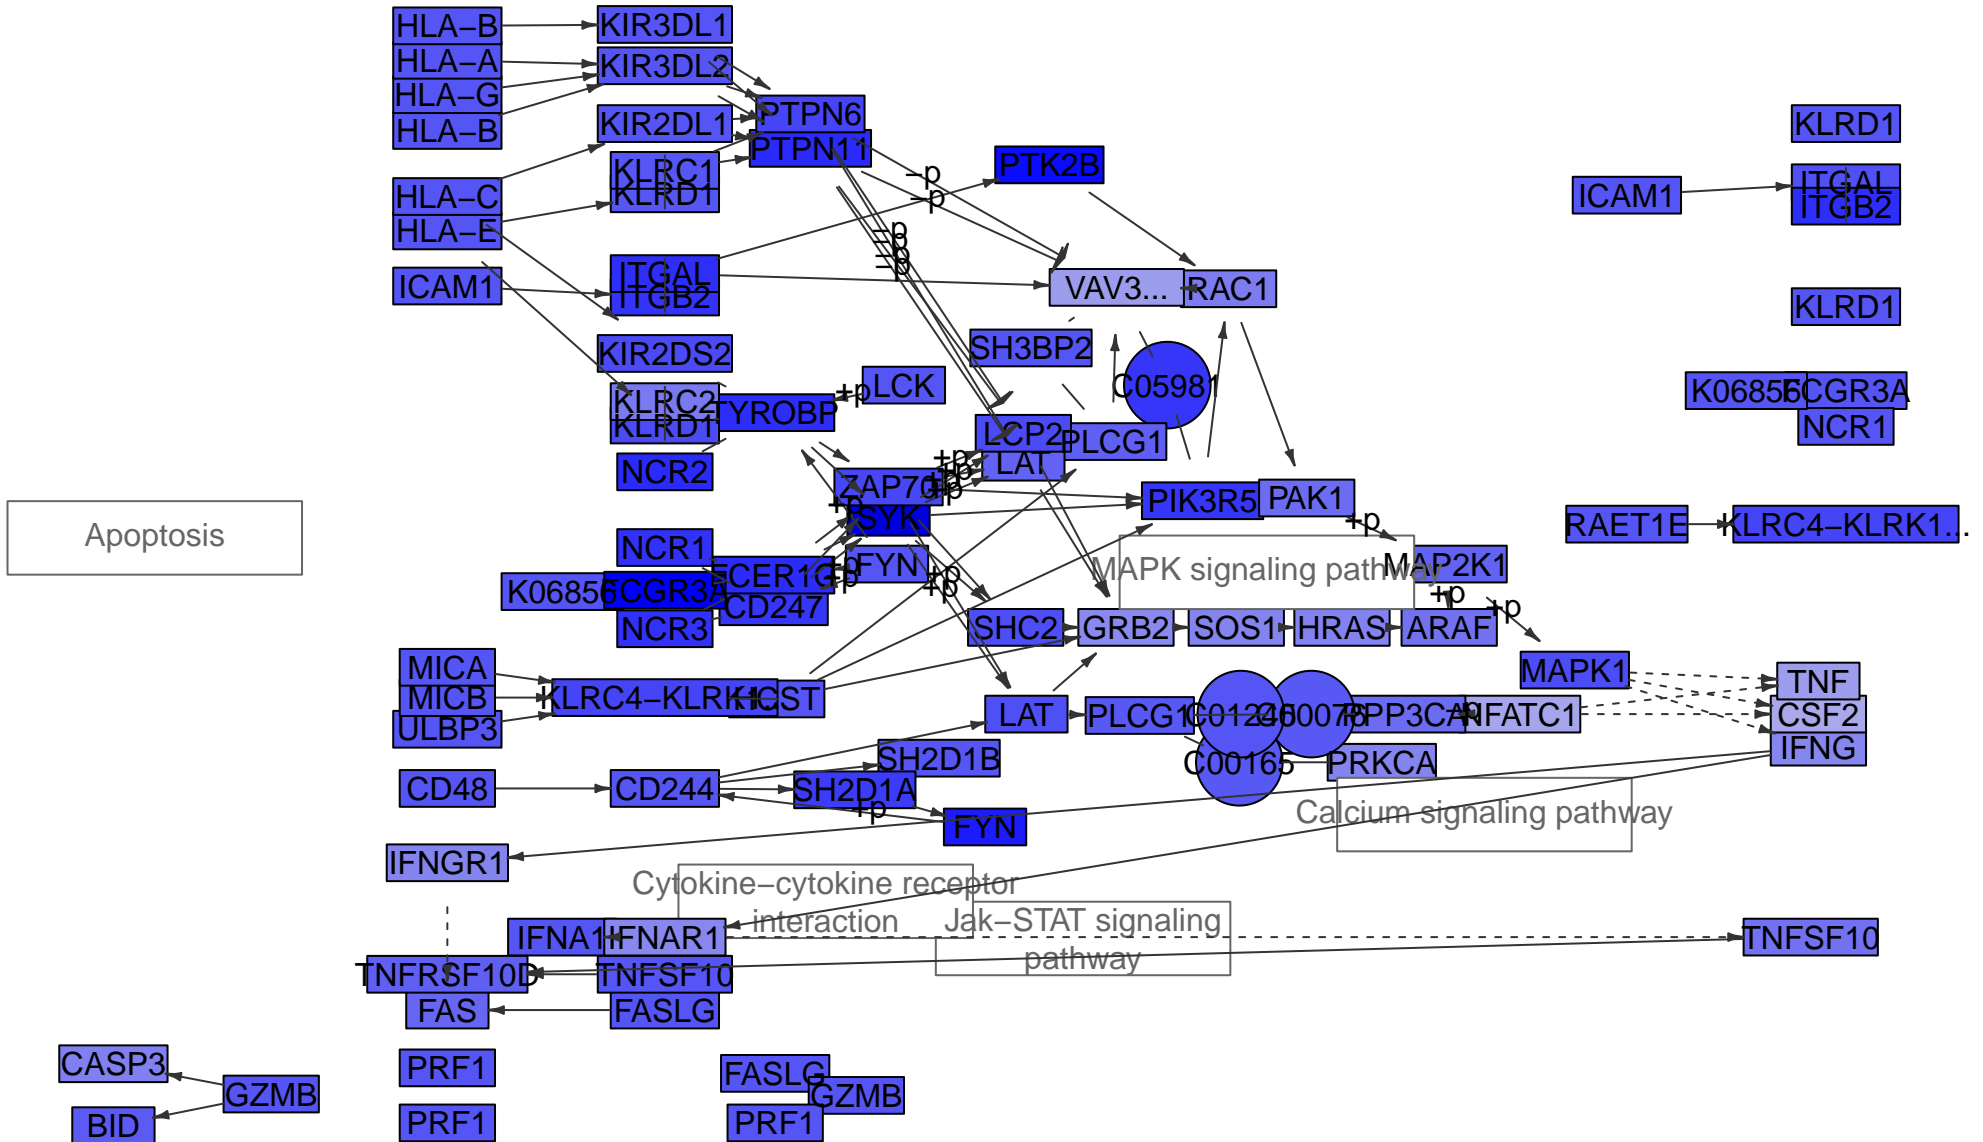 HLA−B
KIR3DL1
HLA−A
KIR3DL2
HLA−G
HLA−B
KIR2DL1
PTPN6
PTPN11
KLRD1
KLRC1
KLRD1
PTK2B
−p
−p
HLA−C
HLA−E
ICAM1
ITGAL
ITGB2
−p
−p
−p
−p
ICAM1
ITGAL
ITGB2
VAV3...
RAC1
KLRD1
SH3BP2
KIR2DS2
C05981
LCK
+p
KLRC2
KLRD1
TYROBP
K06856
FCGR3A
NCR1
LCP2
PLCG1
LAT
NCR2
ZAP70
SYK
+p
+p
+p
+p
+p
+p
PIK3R5
PAK1
+p
RAET1E
KLRC4−KLRK1...
Apoptosis
NCR1
FCER1G
FYN
+p
+p
+p
+p
MAPK signaling pathway
MAP2K1
K06856
FCGR3A
CD247
NCR3
SHC2
GRB2
SOS1
HRAS
ARAF
+p
+p
MICA
MICB
ULBP3
KLRC4−KLRK1...
HCST
MAPK1
TNF
CSF2
IFNG
LAT
PLCG1
C01245
C00076
PPP3CA
−p
NFATC1
C00165
PRKCA
SH2D1B
CD48
CD244
SH2D1A
+p
FYN
Calcium signaling pathway
IFNGR1
Cytokine−cytokine receptor
interaction
Jak−STAT signaling
pathway
IFNA1
IFNAR1
TNFSF10
TNFRSF10D
TNFSF10
FAS
FASLG
CASP3
GZMB
BID
PRF1
PRF1
FASLG
GZMB
PRF1